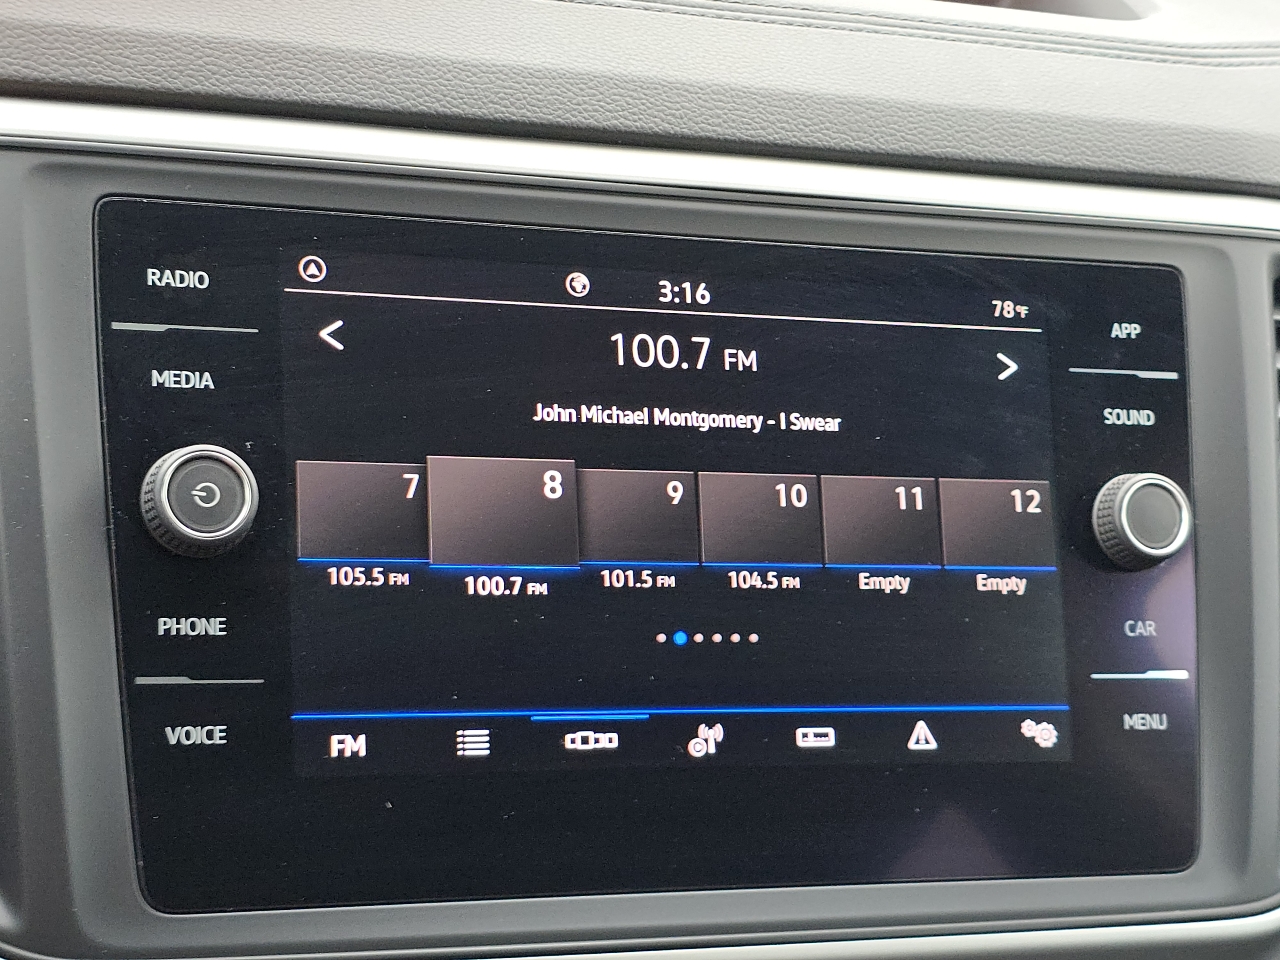 RADIO
MEDIA
PHONE
VOICE
3:16
78°F
100.7 FM
John Michael Montgomery - I Swear
7 8 9 10 11 12
105.5 FM 100.7 FM 101.5 FM 104.5 FM Empty Empty
FM
APP
SOUND
CAR
MENU